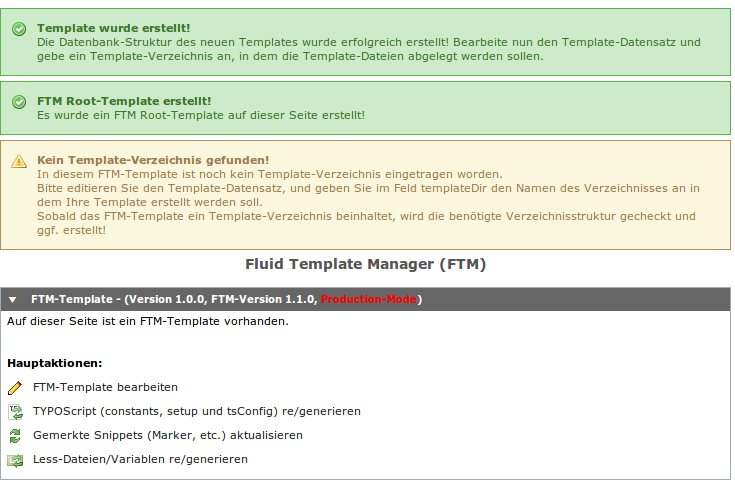 Template wurde erstellt!
Die Datenbank-Struktur des neuen Templates wurde erfolgreich erstellt! Bearbeite nun den Template-Datensatz und
gebe ein Template-Verzeichnis an, in dem die Template-Dateien abgelegt werden sollen.
FTM Root-Template erstellt!
Es wurde ein FTM Root-Template auf dieser Seite erstellt!
Kein Template-Verzeichnis gefunden!
In diesem FTM-Template ist noch kein Template-Verzeichnis eingetragen worden.
Bitte editieren Sie den Template-Datensatz, und geben Sie im Feld templateDir den Namen des Verzeichnisses an in
dem Ihre Template erstellt werden soll.
Sobald das FTM-Template ein Template-Verzeichnis beinhaltet, wird die benötigte Verzeichnisstruktur gecheckt und
ggf. erstellt!
Fluid Template Manager (FTM)
FTM-Template - (Version 1.0.0, FTM-Version 1.1.0, Production-Mode)
Auf dieser Seite ist ein FTM-Template vorhanden.
Hauptaktionen:
FTM-Template bearbeiten
TYPOScript (constants, setup und tsConfig) re/generieren
Gemerkte Snippets (Marker, etc.) aktualisieren
Less-Dateien/Variablen re/generieren